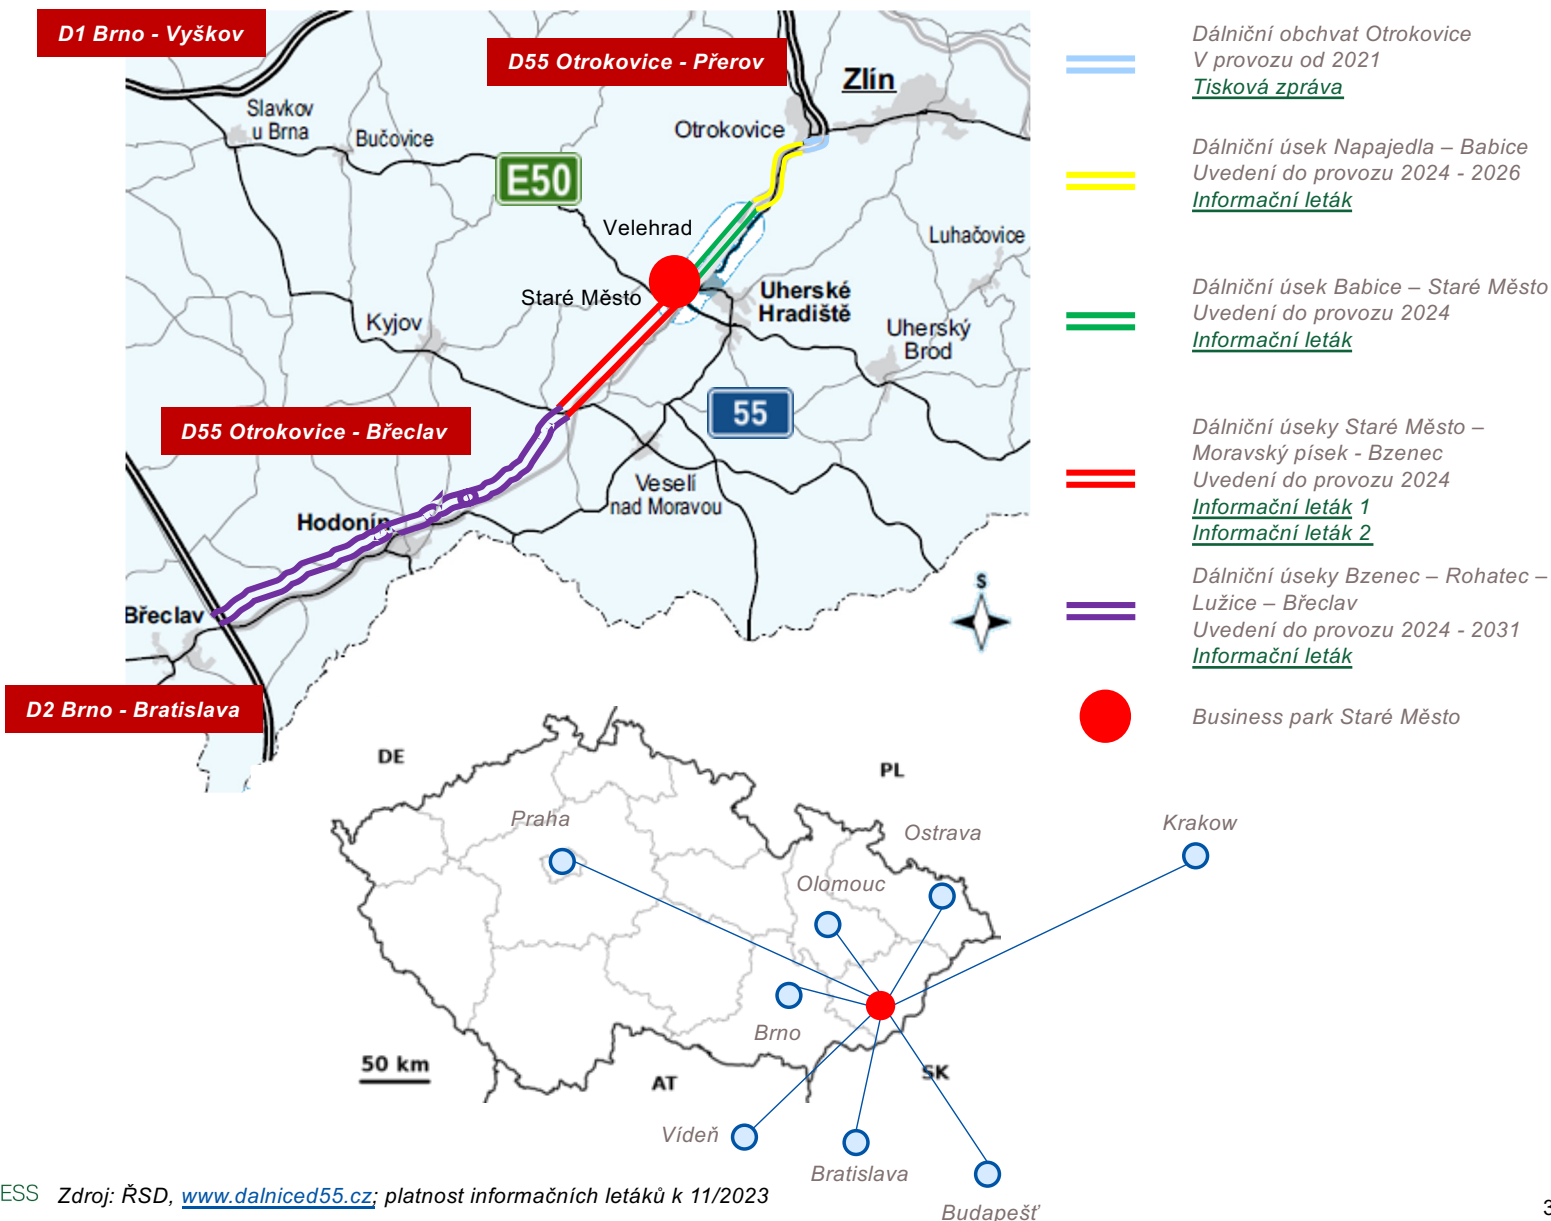 D1 Brno - Vyškov
D55 Otrokovice - Přerov
Zlín
Slavkov
u Brna
Bučovice
Otrokovice
E50
Velehrad
Luhačovice
Staré Město
Uherské
Hradiště
Kyjov
Uherský
Brod
55
D55 Otrokovice - Břeclav
Veselí
nad Moravou
Hodonín
S
Břeclav
D2 Brno - Bratislava
Dálniční obchvat Otrokovice
V provozu od 2021
Tisková zpráva
Dálniční úsek Napajedla – Babice
Uvedení do provozu 2024 - 2026
Informační leták
Dálniční úsek Babice – Staré Město
Uvedení do provozu 2024
Informační leták
Dálniční úseky Staré Město –
Moravský písek - Bzenec
Uvedení do provozu 2024
Informační leták 1
Informační leták 2
Dálniční úseky Bzenec – Rohatec –
Lužice – Břeclav
Uvedení do provozu 2024 - 2031
Informační leták
Business park Staré Město
DE
PL
Praha
Ostrava
Krakow
Olomouc
Brno
50 km
AT
SK
Vídeň
Bratislava
Budapešť
ESS Zdroj: ŘSD, www.dalniced55.cz; platnost informačních letáků k 11/2023
3